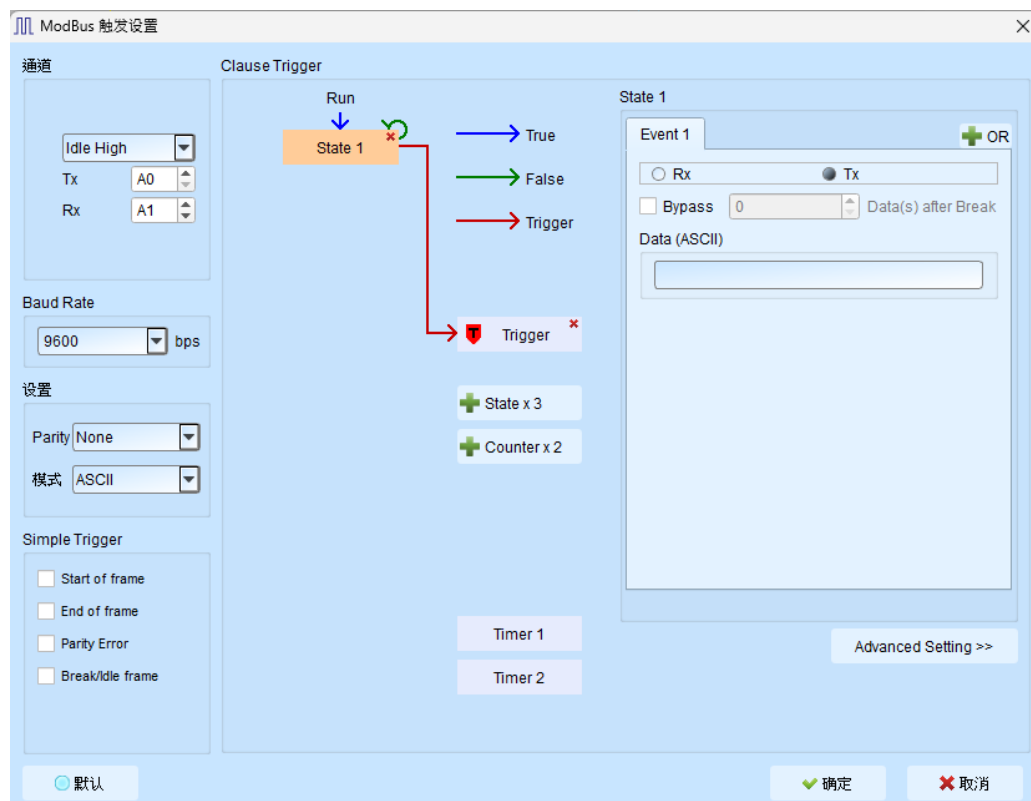 ModBus 触发设置
通道
Idle High
Tx A0
Rx A1
Baud Rate
9600 bps
设置
Parity None
模式 ASCII
Simple Trigger
Start of frame
End of frame
Parity Error
Break/Idle frame
默认
Clause Trigger
Run
State 1
True
False
Trigger
T Trigger
State x 3
Counter x 2
Timer 1
Timer 2
State 1
Event 1
OR
Rx Tx
Bypass 0 Data(s) after Break
Data (ASCII)
Advanced Setting >>
确定
取消